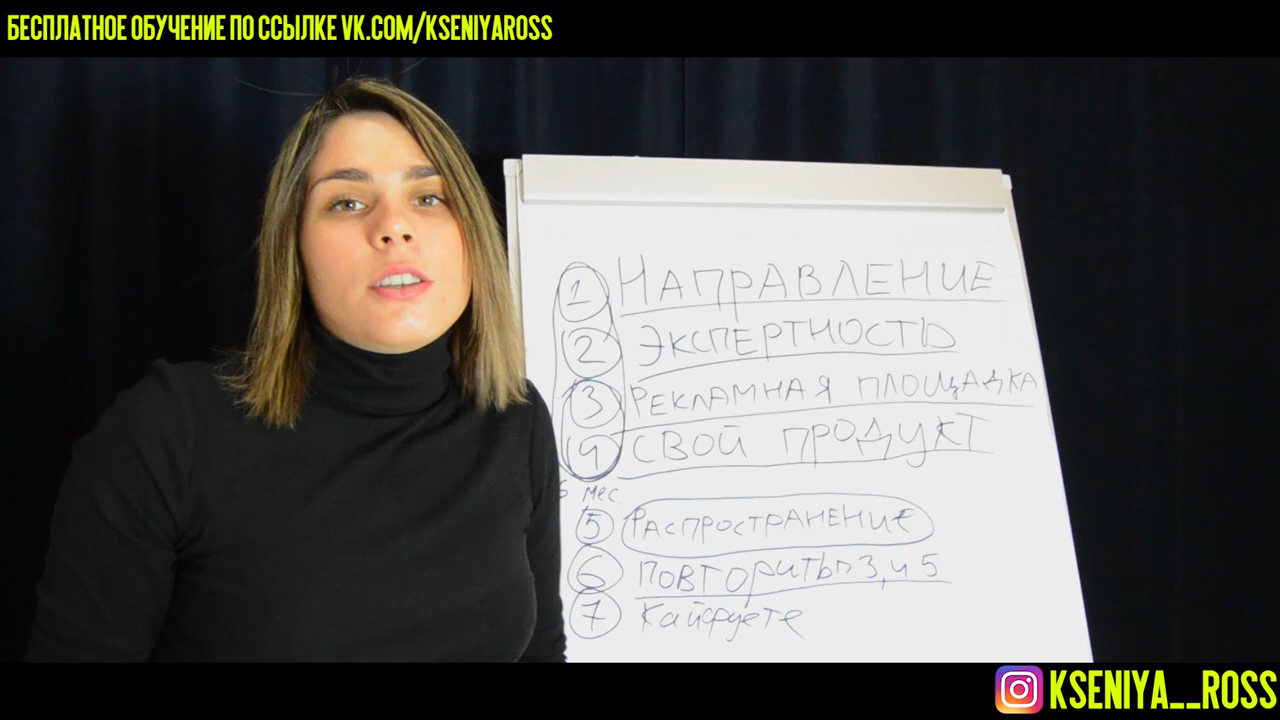 БЕСПЛАТНОЕ ОБУЧЕНИЕ ПО ССЫЛКЕ VK.COM/KSENIYAROSS
1 НАПРАВЛЕНИЕ
2 ЭКСПЕРТНОСТЬ
3 РЕКЛАМНАЯ ПЛОЩАДКА
4 СВОЙ ПРОДУКТ
6 мес.
5 РАСПРОСТРАНЕНИЕ
6 ПОВТОРИТЬ п 3, и 5
7 Кайфуете
KSENIYA__ROSS